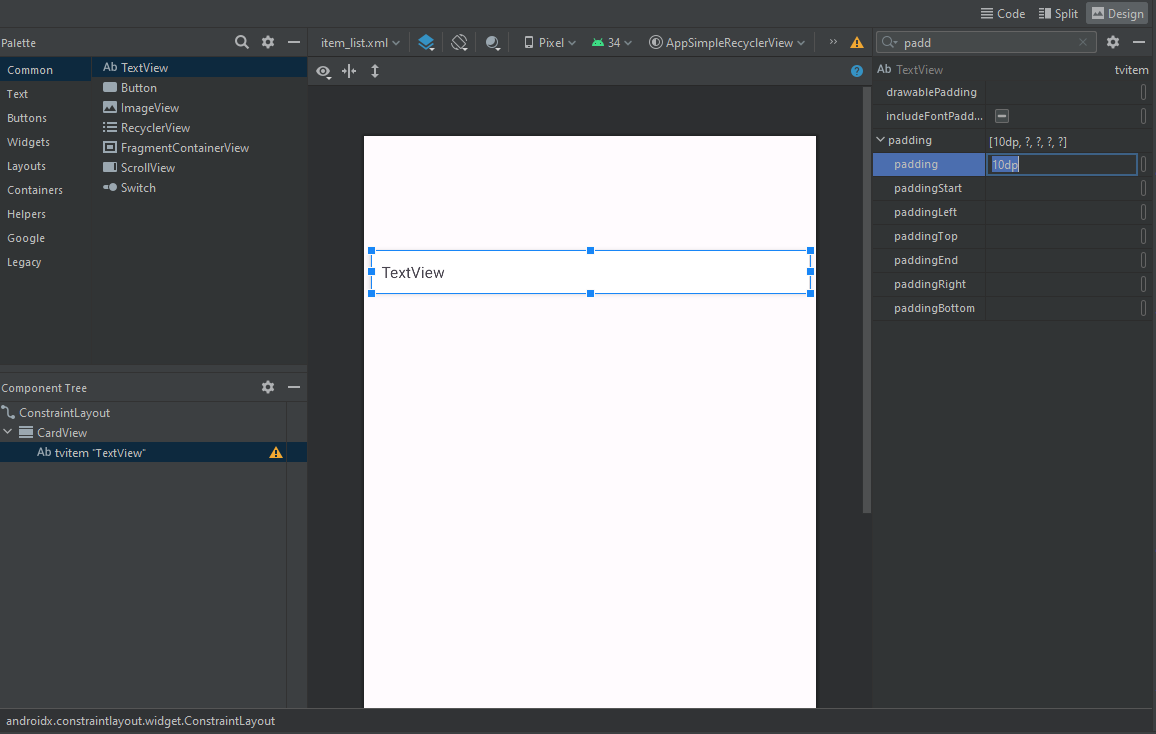 Code Split Design
Palette
item_list.xml Pixel 34 AppSimpleRecyclerView >>
padd
Common
Text
Buttons
Widgets
Layouts
Containers
Helpers
Google
Legacy
Ab TextView
Button
ImageView
RecyclerView
FragmentContainerView
ScrollView
Switch
?
TextView
Ab TextView tvitem
drawablePadding
includeFontPadd...
padding [10dp, ?, ?, ?, ?]
padding 10dp
paddingStart
paddingLeft
paddingTop
paddingEnd
paddingRight
paddingBottom
Component Tree
ConstraintLayout
CardView
Ab tvitem "TextView"
androidx.constraintlayout.widget.ConstraintLayout